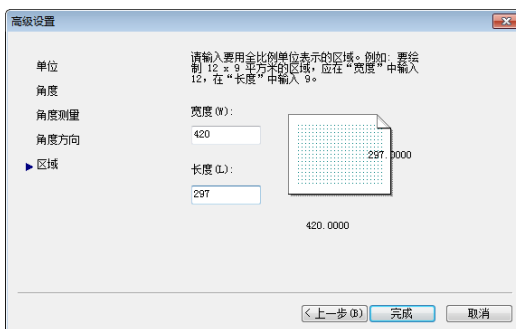 高级设置
单位
角度
角度测量
角度方向
区域
请输入要用全比例单位表示的区域。例如: 要绘
制 12 x 9 平方米的区域, 应在“宽度”中输入
12, 在“长度”中输入 9。
宽度(W):
420
长度(L):
297
297.0000
420.0000
< 上一步(B)
完成
取消